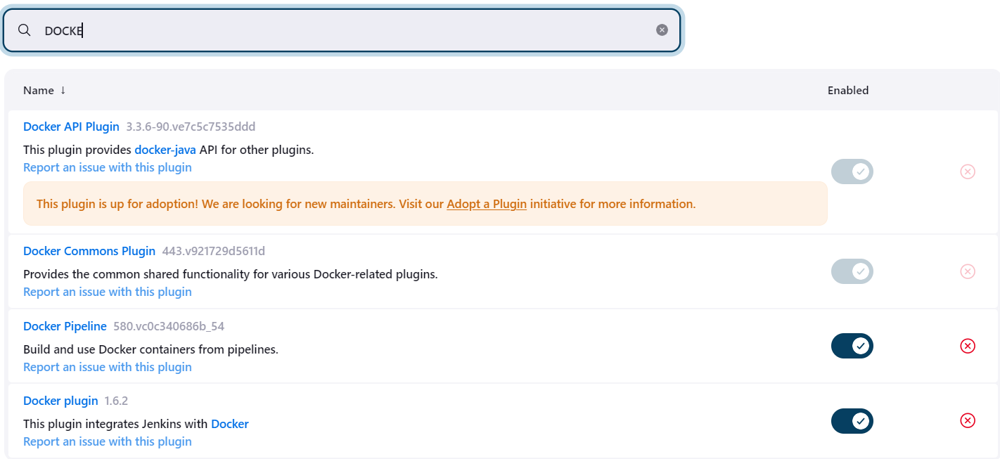 DOCKE
Name ↓ Enabled
Docker API Plugin 3.3.6-90.ve7c5c7535ddd
This plugin provides docker-java API for other plugins.
Report an issue with this plugin
This plugin is up for adoption! We are looking for new maintainers. Visit our Adopt a Plugin initiative for more information.
Docker Commons Plugin 443.v921729d5611d
Provides the common shared functionality for various Docker-related plugins.
Report an issue with this plugin
Docker Pipeline 580.vc0c340686b_54
Build and use Docker containers from pipelines.
Report an issue with this plugin
Docker plugin 1.6.2
This plugin integrates Jenkins with Docker
Report an issue with this plugin